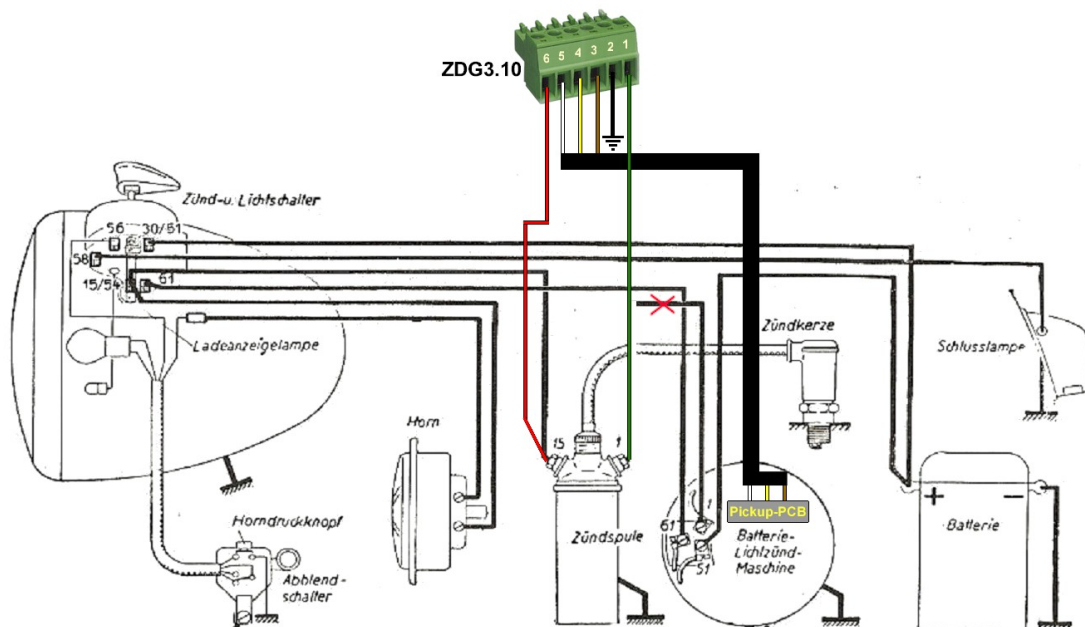 6 5 4 3 2 1
ZDG3.10
Zünd-u. Lichtschalter
56 30/51
58
15/54 61
Ladeanzeigelampe
Zündkerze
Schlusslampe
Horn
15 1
Horndruckknopf
Abblend-
schalter
Zündspule
Pickup-PCB
1
61
51
Batterie-
Lichtzünd-
Maschine
+ −
Batterie